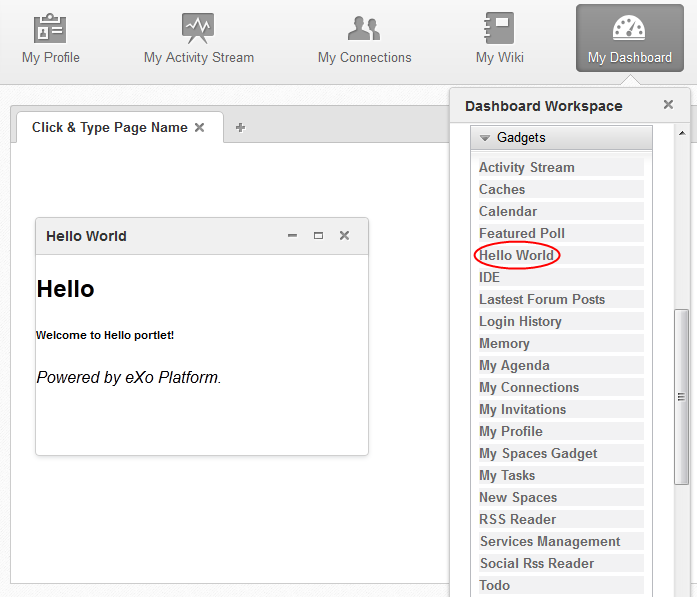 My Profile
My Activity Stream
My Connections
My Wiki
My Dashboard
Click & Type Page Name
Hello World
Hello
Welcome to Hello portlet!
Powered by eXo Platform.
Dashboard Workspace
Gadgets
Activity Stream
Caches
Calendar
Featured Poll
Hello World
IDE
Lastest Forum Posts
Login History
Memory
My Agenda
My Connections
My Invitations
My Profile
My Spaces Gadget
My Tasks
New Spaces
RSS Reader
Services Management
Social Rss Reader
Todo